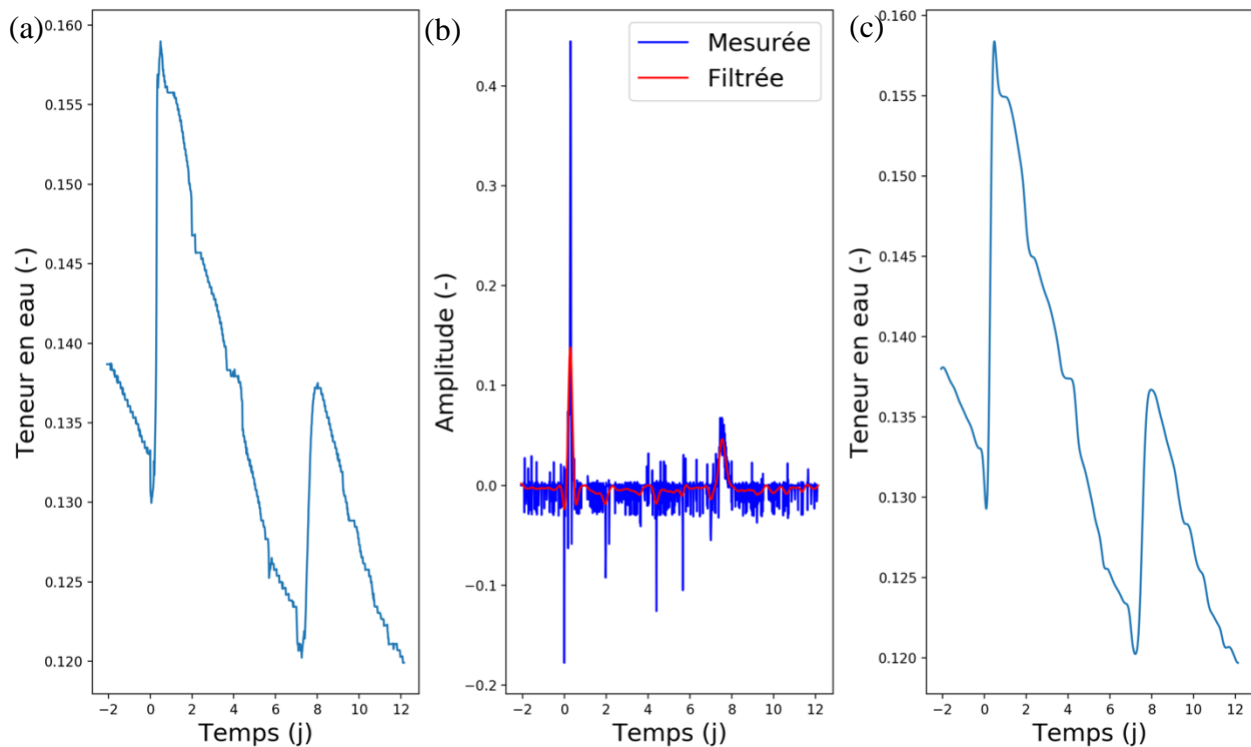 (a)
Teneur en eau (-)
0.160
0.155
0.150
0.145
0.140
0.135
0.130
0.125
0.120
−2 0 2 4 6 8 10 12
Temps (j)
(b)
Mesurée
Filtrée
Amplitude (-)
0.4
0.3
0.2
0.1
0.0
−0.1
−0.2
−2 0 2 4 6 8 10 12
Temps (j)
(c)
Teneur en eau (-)
0.160
0.155
0.150
0.145
0.140
0.135
0.130
0.125
0.120
−2 0 2 4 6 8 10 12
Temps (j)